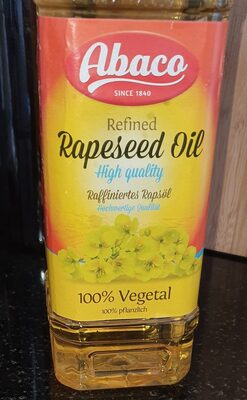 Abaco
SINCE 1840
Refined
Rapeseed Oil
High quality
Raffiniertes Rapsöl
Hochwertige Qualität
100% Vegetal
100% pflanzlich